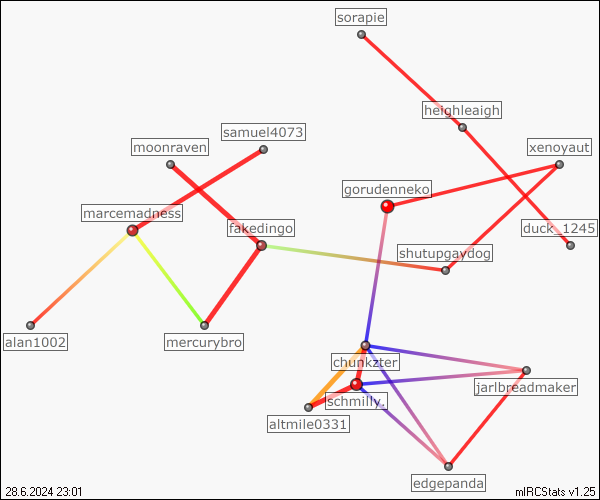 sorapie
heighleaigh
samuel4073
moonraven
xenoyaut
gorudenneko
marcemadness
fakedingo
duck_1245
shutupgaydog
alan1002
mercurybro
chunkzter
jarlbreadmaker
schmilly,
altmile0331
edgepanda
28.6.2024 23:01
mIRCStats v1.25